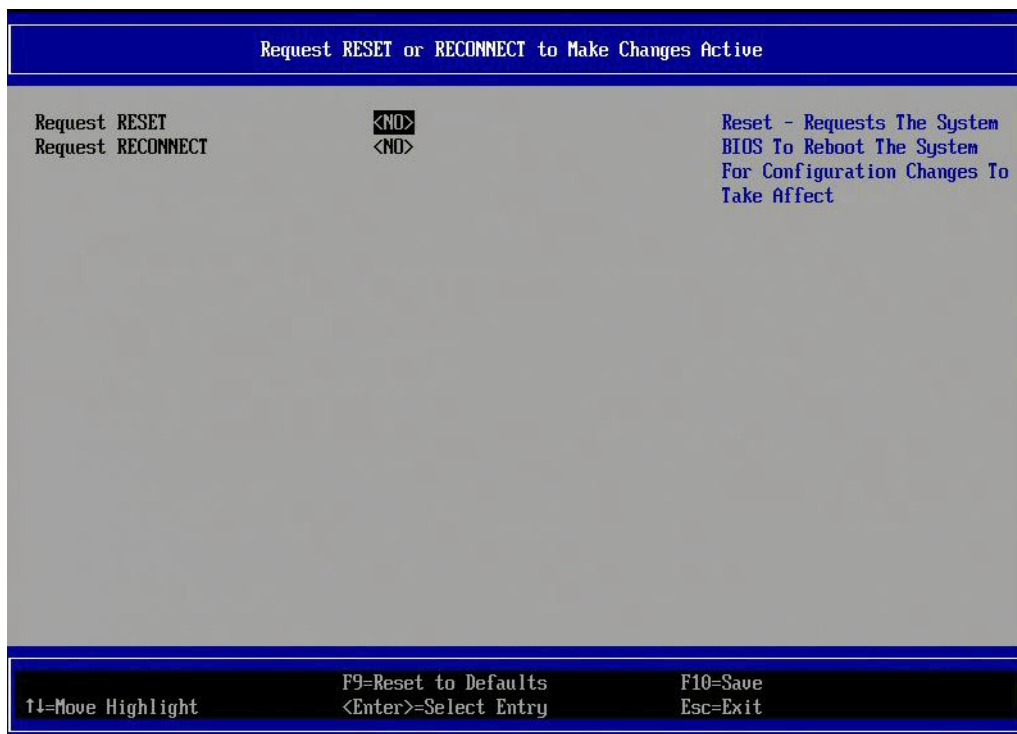 Request RESET or RECONNECT to Make Changes Active
Request RESET <NO>
Request RECONNECT <NO>
Reset - Requests The System
BIOS To Reboot The System
For Configuration Changes To
Take Affect
F9=Reset to Defaults F10=Save
↑↓=Move Highlight <Enter>=Select Entry Esc=Exit